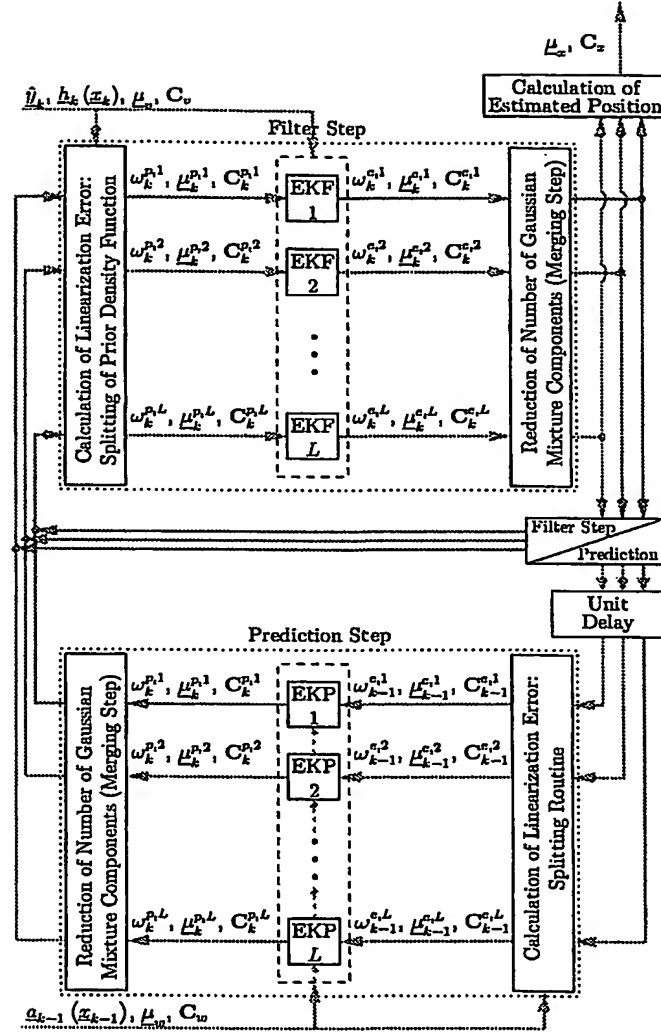 μ_x, C_x
Calculation of
Estimated Position
ŷ_k, h_k (x_k), μ_v, C_v
Filter Step
Calculation of Linearization Error:
Splitting of Prior Density Function
ω_k^{p,1}, μ_k^{p,1}, C_k^{p,1}
EKF
1
ω_k^{e,1}, μ_k^{e,1}, C_k^{e,1}
ω_k^{p,2}, μ_k^{p,2}, C_k^{p,2}
EKF
2
ω_k^{e,2}, μ_k^{e,2}, C_k^{e,2}
ω_k^{p,L}, μ_k^{p,L}, C_k^{p,L}
EKF
L
ω_k^{e,L}, μ_k^{e,L}, C_k^{e,L}
Reduction of Number of Gaussian
Mixture Components (Merging Step)
Filter Step
Prediction
Unit
Delay
Prediction Step
Reduction of Number of Gaussian
Mixture Components (Merging Step)
ω_k^{p,1}, μ_k^{p,1}, C_k^{p,1}
EKP
1
ω_{k-1}^{e,1}, μ_{k-1}^{e,1}, C_{k-1}^{e,1}
ω_k^{p,2}, μ_k^{p,2}, C_k^{p,2}
EKP
2
ω_{k-1}^{e,2}, μ_{k-1}^{e,2}, C_{k-1}^{e,2}
ω_k^{p,L}, μ_k^{p,L}, C_k^{p,L}
EKP
L
ω_{k-1}^{e,L}, μ_{k-1}^{e,L}, C_{k-1}^{e,L}
Calculation of Linearization Error:
Splitting Routine
a_{k-1} (x_{k-1}), μ_w, C_w